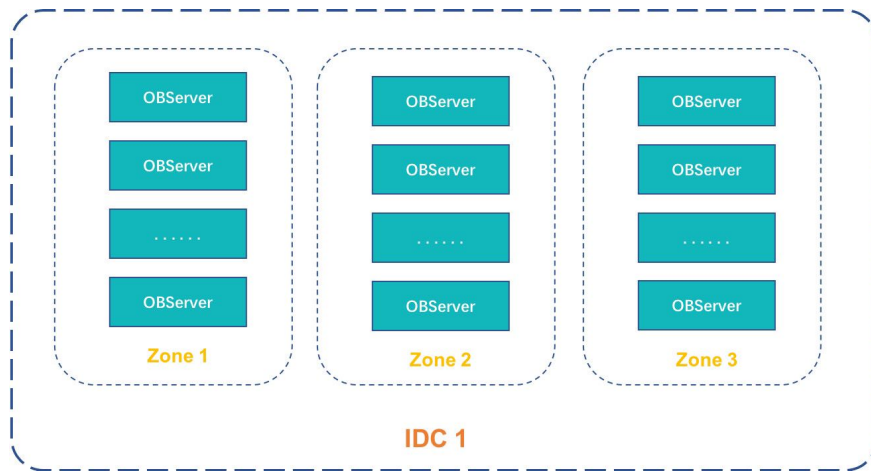 OBServer
OBServer
......
OBServer
Zone 1
OBServer
OBServer
......
OBServer
Zone 2
OBServer
OBServer
......
OBServer
Zone 3
IDC 1